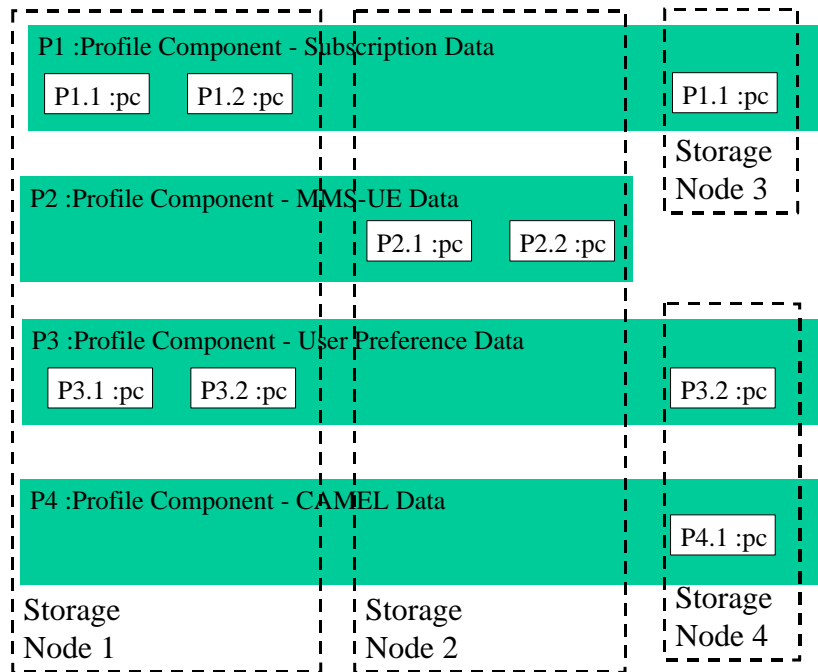 P1 :Profile Component - Subscription Data
P1.1 :pc
P1.2 :pc
P1.1 :pc
Storage
Node 3
P2 :Profile Component - MMS-UE Data
P2.1 :pc
P2.2 :pc
P3 :Profile Component - User Preference Data
P3.1 :pc
P3.2 :pc
P3.2 :pc
P4 :Profile Component - CAMEL Data
P4.1 :pc
Storage
Node 1
Storage
Node 2
Storage
Node 4